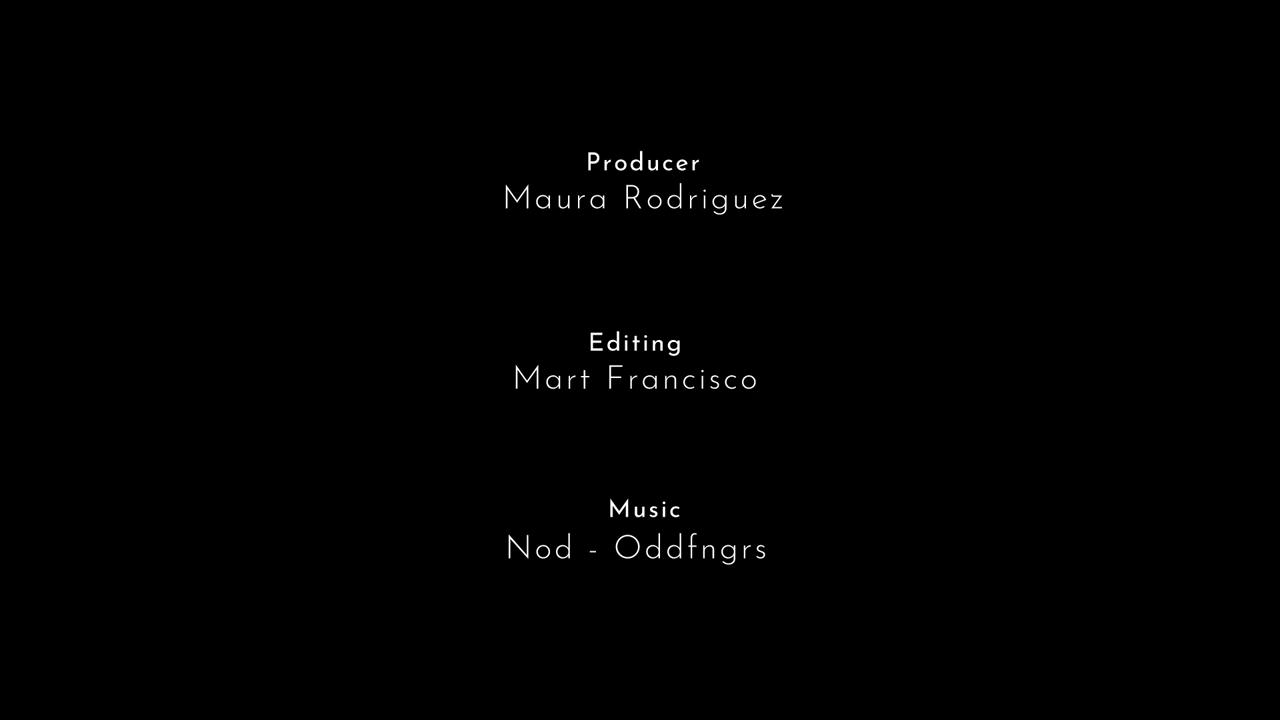 Producer
Maura Rodriguez
Editing
Mart Francisco
Music
Nod - Oddfngrs